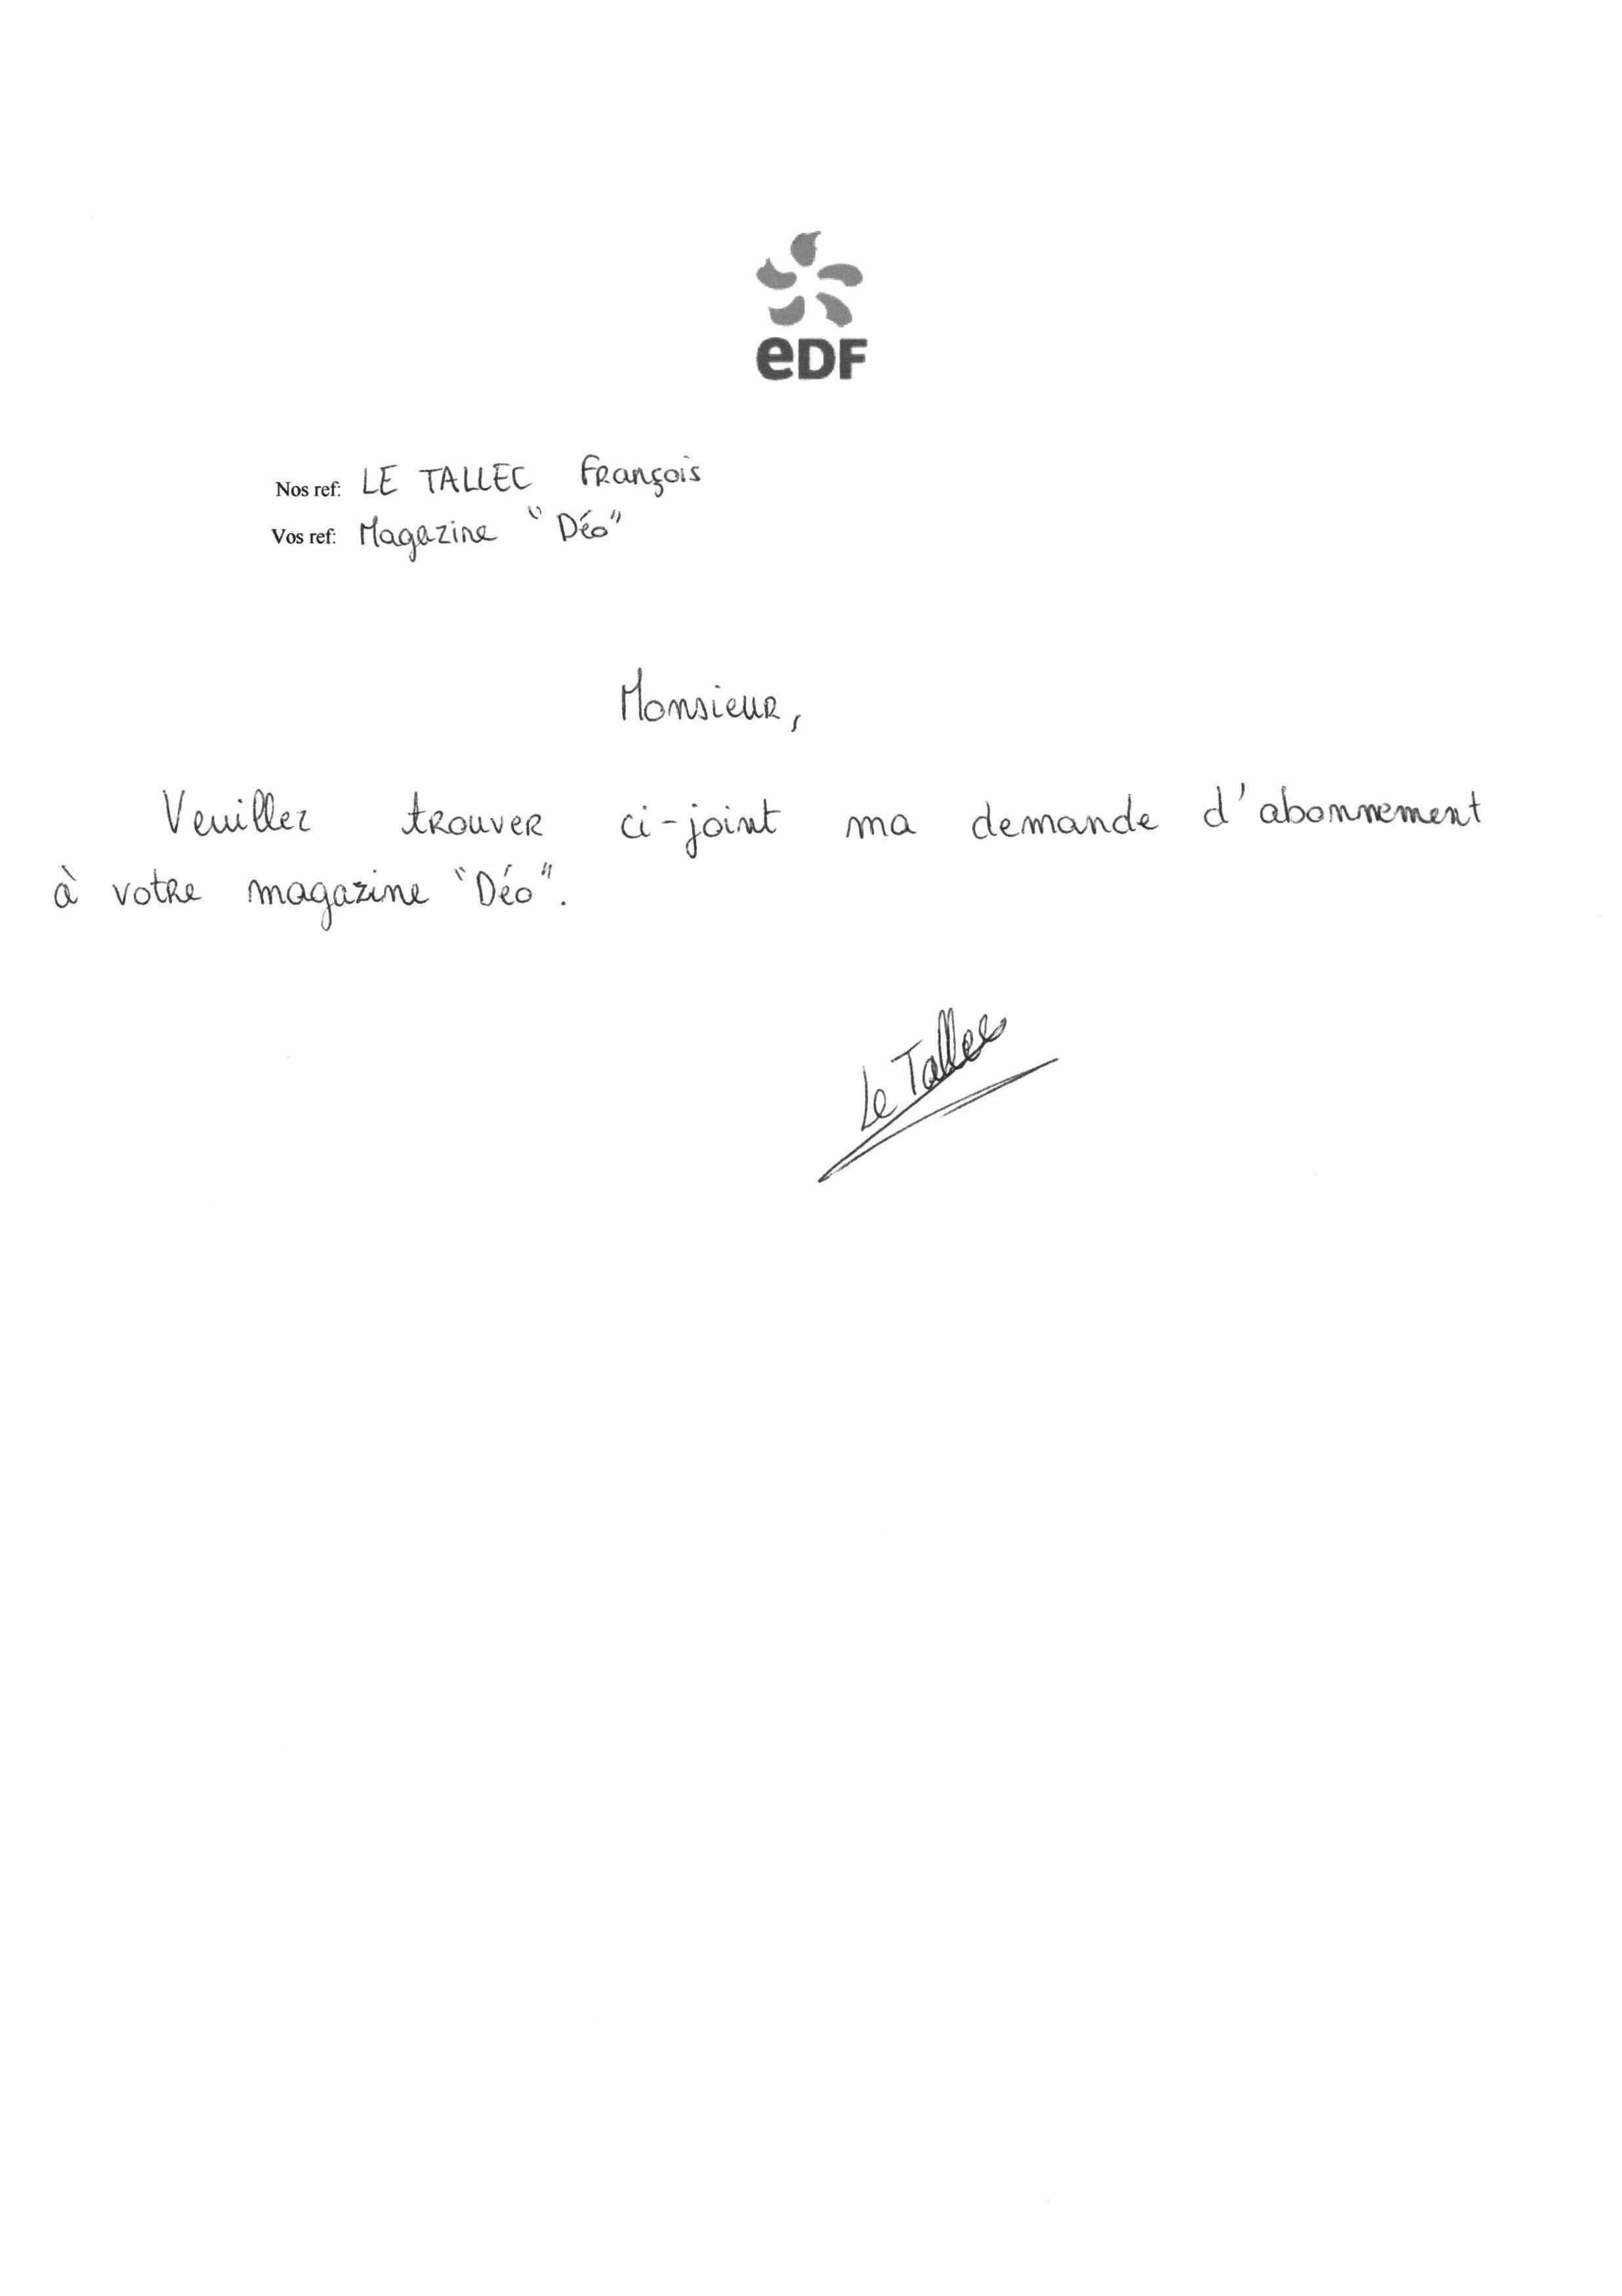 eDF
Nos ref: LE TALLEC François
Vos ref: Magazine "Déo"
Monsieur,
Veuillez trouver ci-joint ma demande d'abonnement
à votre magazine "Déo".
Le Tallec